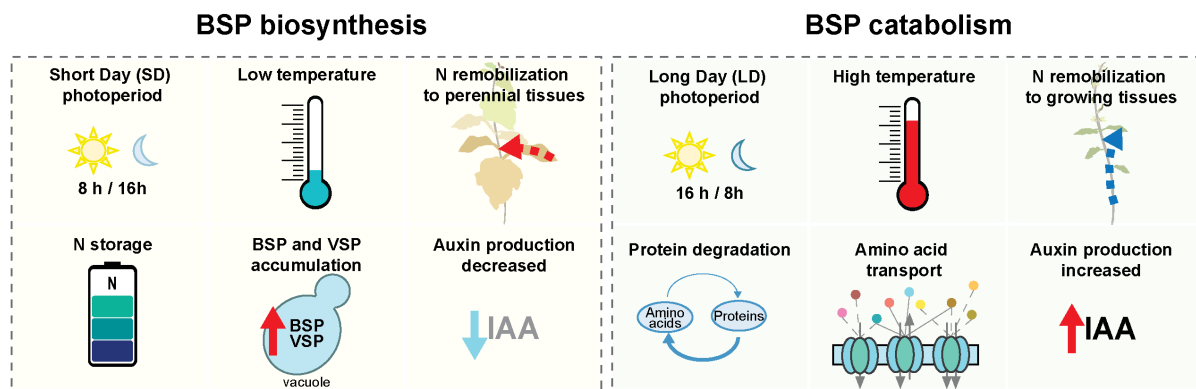 BSP biosynthesis
Short Day (SD)
photoperiod
8 h / 16h
Low temperature
N remobilization
to perennial tissues
N storage
N
BSP and VSP
accumulation
BSP
VSP
vacuole
Auxin production
decreased
IAA
BSP catabolism
Long Day (LD)
photoperiod
16 h / 8h
High temperature
N remobilization
to growing tissues
Protein degradation
Amino
acids
Proteins
Amino acid
transport
Auxin production
increased
IAA